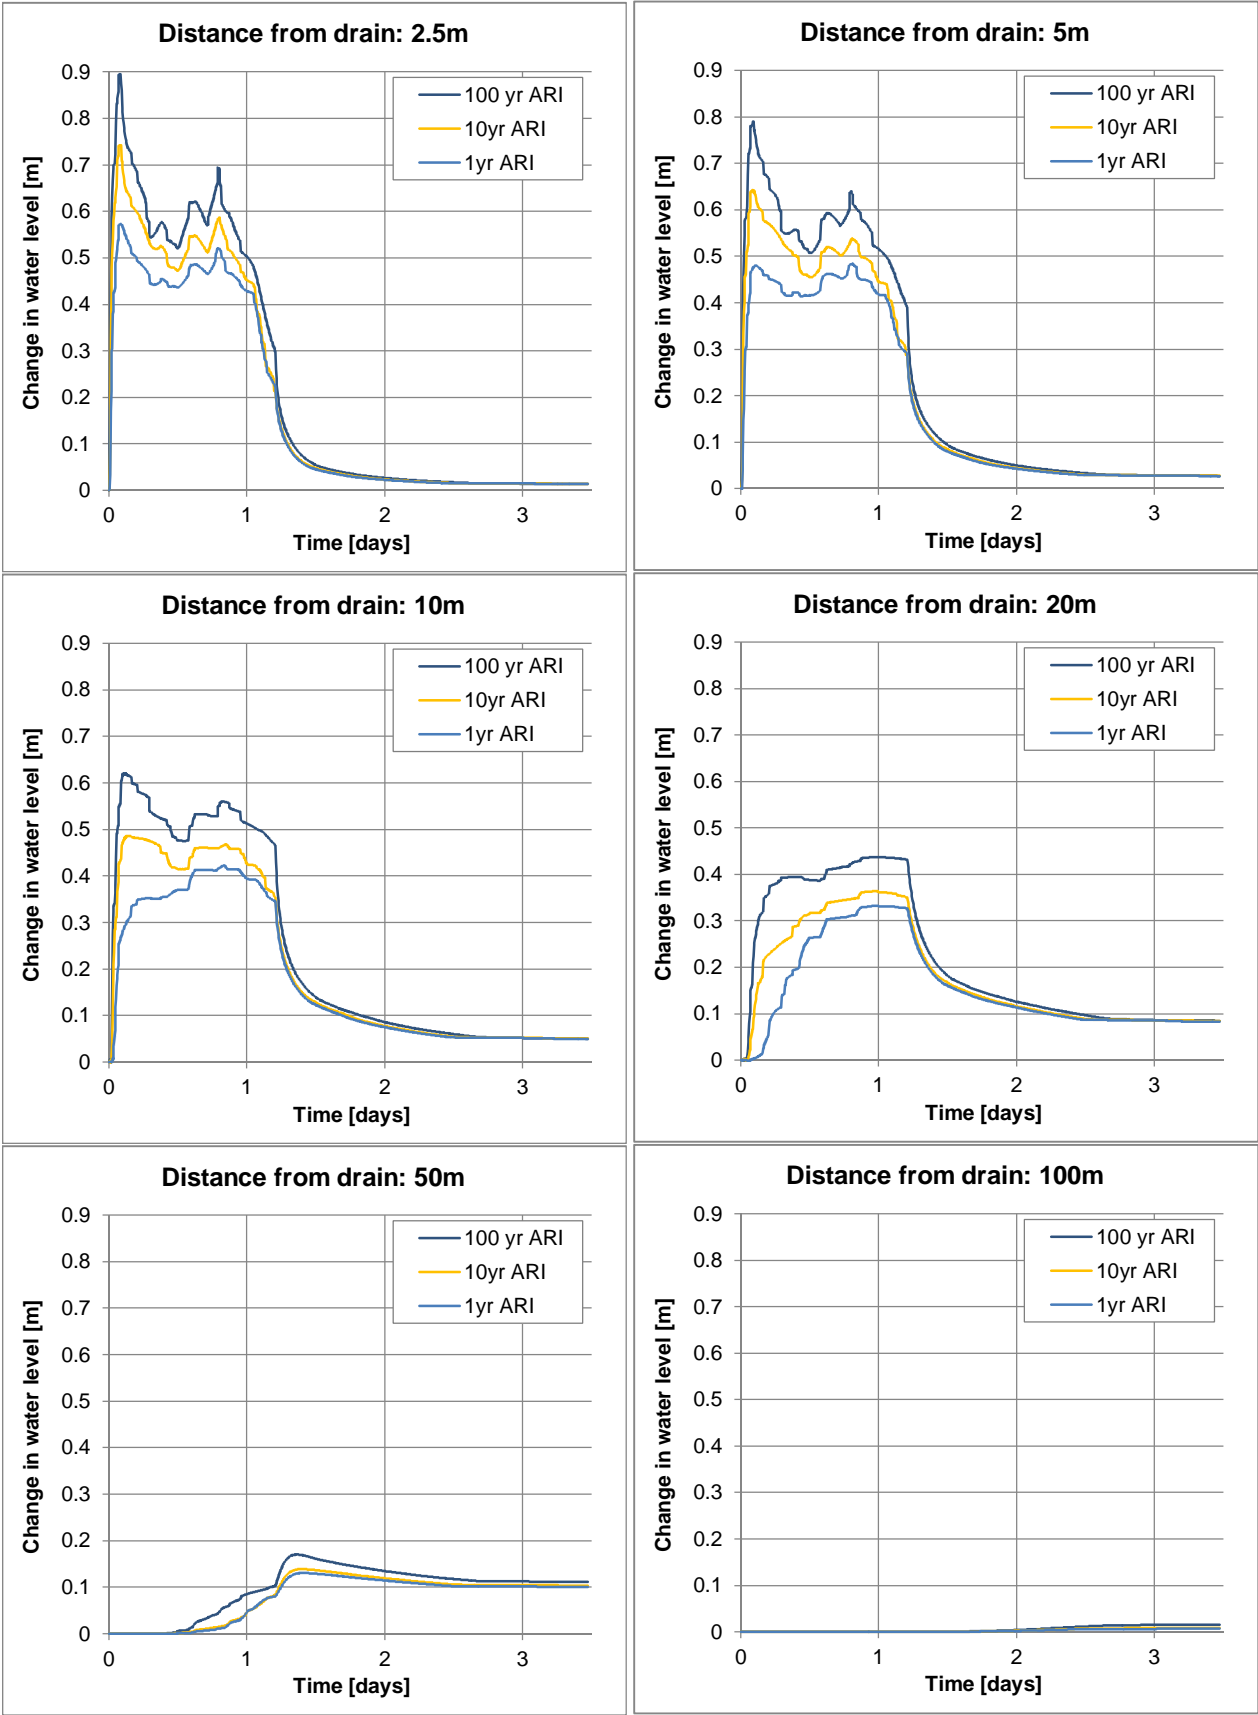 Distance from drain: 2.5m
Change in water level [m]
0.9
0.8
0.7
0.6
0.5
0.4
0.3
0.2
0.1
0
100 yr ARI
10yr ARI
1yr ARI
0 1 2 3
Time [days]
Distance from drain: 5m
Change in water level [m]
0.9
0.8
0.7
0.6
0.5
0.4
0.3
0.2
0.1
0
100 yr ARI
10yr ARI
1yr ARI
0 1 2 3
Time [days]
Distance from drain: 10m
Change in water level [m]
0.9
0.8
0.7
0.6
0.5
0.4
0.3
0.2
0.1
0
100 yr ARI
10yr ARI
1yr ARI
0 1 2 3
Time [days]
Distance from drain: 20m
Change in water level [m]
0.9
0.8
0.7
0.6
0.5
0.4
0.3
0.2
0.1
0
100 yr ARI
10yr ARI
1yr ARI
0 1 2 3
Time [days]
Distance from drain: 50m
Change in water level [m]
0.9
0.8
0.7
0.6
0.5
0.4
0.3
0.2
0.1
0
100 yr ARI
10yr ARI
1yr ARI
0 1 2 3
Time [days]
Distance from drain: 100m
Change in water level [m]
0.9
0.8
0.7
0.6
0.5
0.4
0.3
0.2
0.1
0
100 yr ARI
10yr ARI
1yr ARI
0 1 2 3
Time [days]